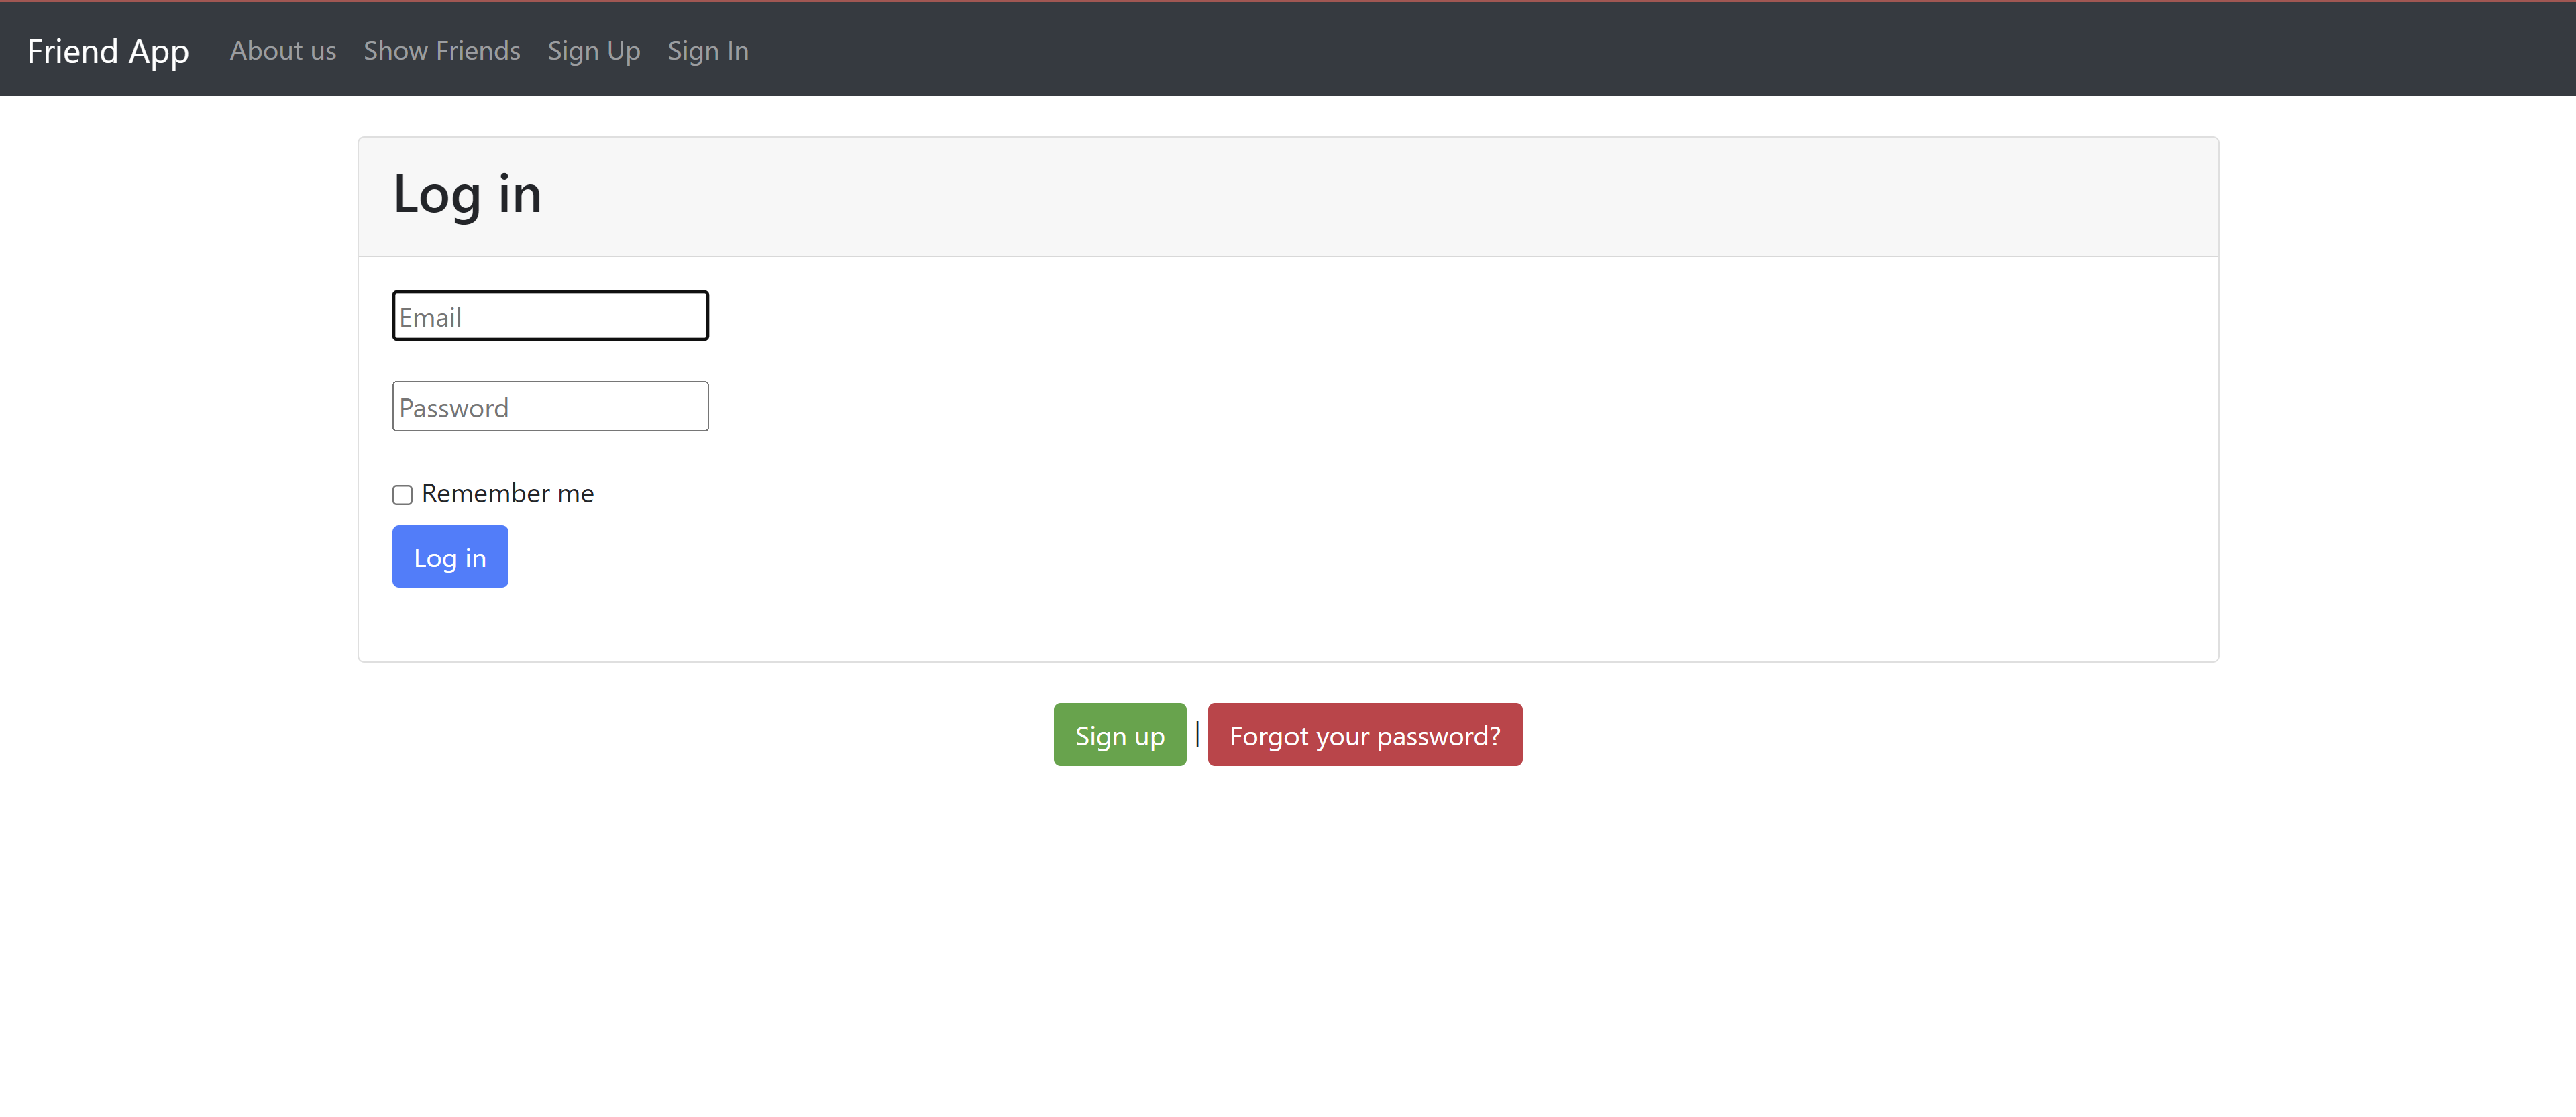 Friend App About us Show Friends Sign Up Sign In
Log in
Email
Password
Remember me
Log in
Sign up | Forgot your password?